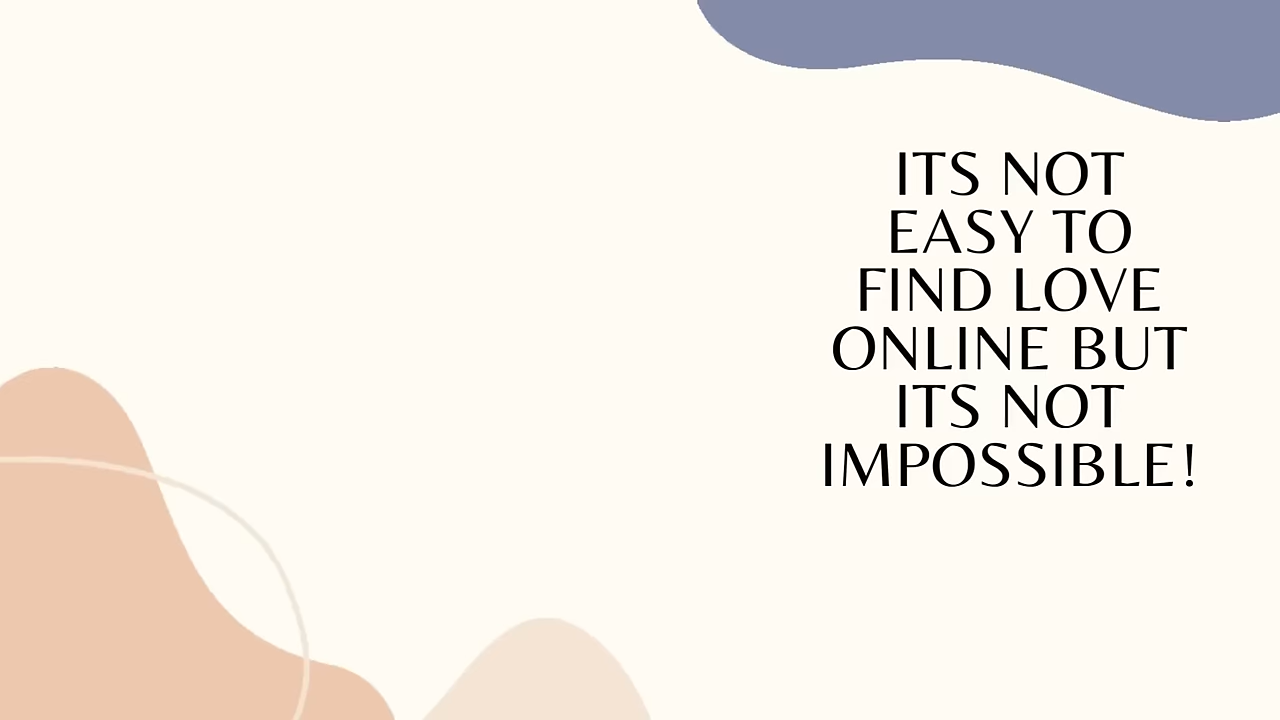 ITS NOT
EASY TO
FIND LOVE
ONLINE BUT
ITS NOT
IMPOSSIBLE!